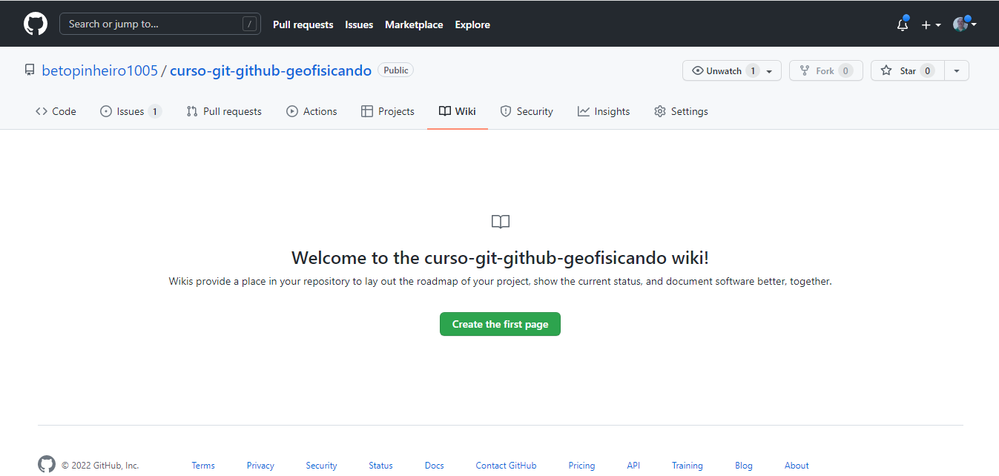 Search or jump to... / Pull requests Issues Marketplace Explore
betopinheiro1005 / curso-git-github-geofisicando Public Unwatch 1 Fork 0 Star 0
Code Issues 1 Pull requests Actions Projects Wiki Security Insights Settings
Welcome to the curso-git-github-geofisicando wiki!
Wikis provide a place in your repository to lay out the roadmap of your project, show the current status, and document software better, together.
Create the first page
© 2022 GitHub, Inc. Terms Privacy Security Status Docs Contact GitHub Pricing API Training Blog About